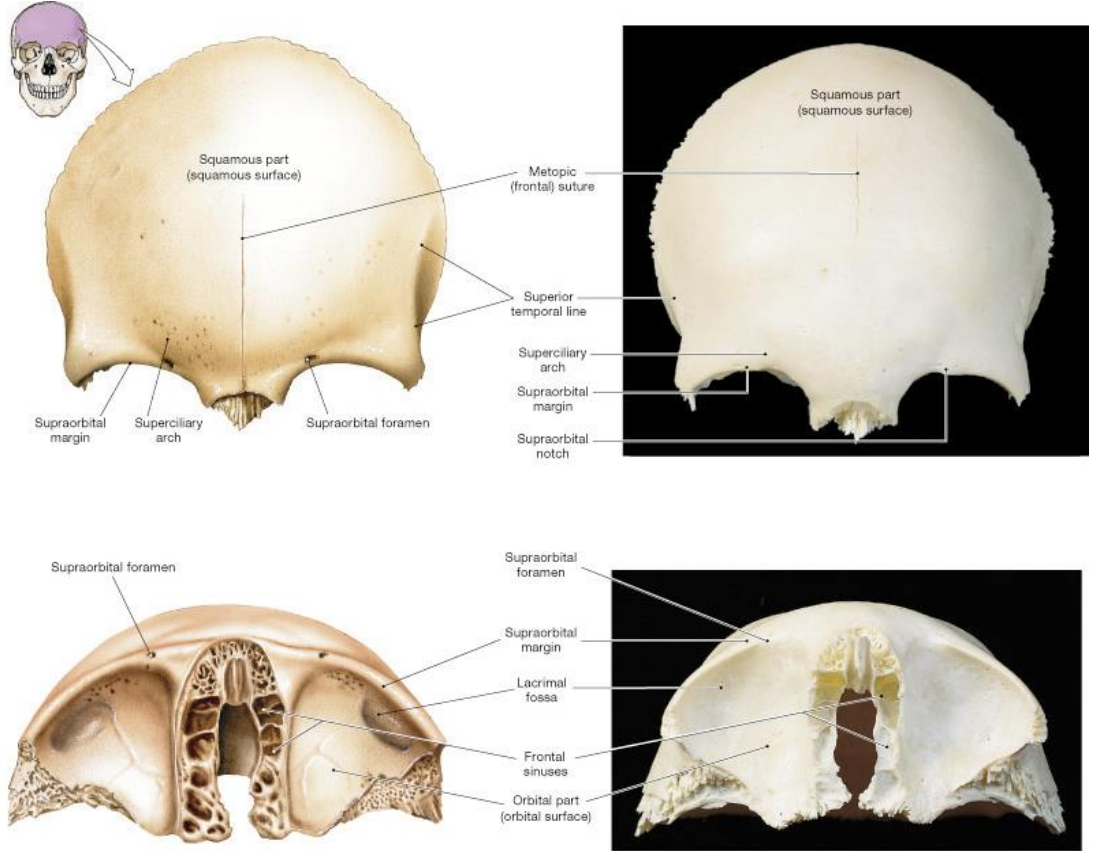 Squamous part
(squamous surface)
Squamous part
(squamous surface)
Metopic
(frontal) suture
Superior
temporal line
Superciliary
arch
Supraorbital
margin
Supraorbital
notch
Supraorbital
margin
Superciliary
arch
Supraorbital foramen
Supraorbital foramen
Supraorbital
foramen
Supraorbital
margin
Lacrimal
fossa
Frontal
sinuses
Orbital part
(orbital surface)